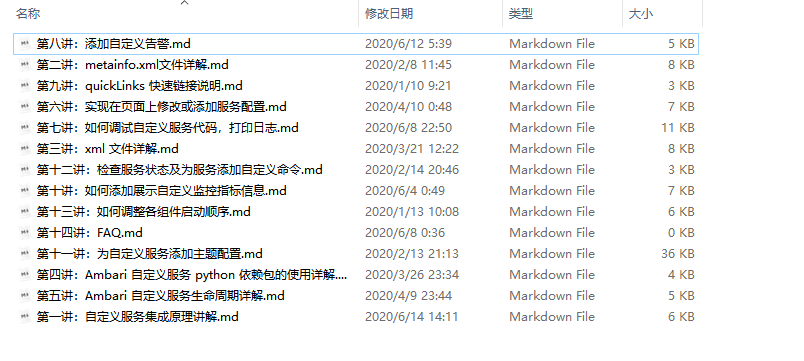 名称 修改日期 类型 大小
第八讲：添加自定义告警.md 2020/6/12 5:39 Markdown File 5 KB
第二讲：metainfo.xml文件详解.md 2020/2/8 11:45 Markdown File 8 KB
第九讲：quickLinks 快速链接说明.md 2020/1/10 9:21 Markdown File 3 KB
第六讲：实现在页面上修改或添加服务配置.md 2020/4/10 0:48 Markdown File 7 KB
第七讲：如何调试自定义服务代码，打印日志.md 2020/6/8 22:50 Markdown File 11 KB
第三讲：xml 文件详解.md 2020/3/21 12:22 Markdown File 8 KB
第十二讲：检查服务状态及为服务添加自定义命令.md 2020/2/14 20:46 Markdown File 3 KB
第十讲：如何添加展示自定义监控指标信息.md 2020/6/4 0:49 Markdown File 7 KB
第十三讲：如何调整各组件启动顺序.md 2020/1/13 10:08 Markdown File 6 KB
第十四讲：FAQ.md 2020/6/8 0:36 Markdown File 0 KB
第十一讲：为自定义服务添加主题配置.md 2020/2/13 21:13 Markdown File 36 KB
第四讲：Ambari 自定义服务 python 依赖包的使用详解.... 2020/3/26 23:34 Markdown File 4 KB
第五讲：Ambari 自定义服务生命周期详解.md 2020/4/9 23:44 Markdown File 5 KB
第一讲：自定义服务集成原理讲解.md 2020/6/14 14:11 Markdown File 6 KB